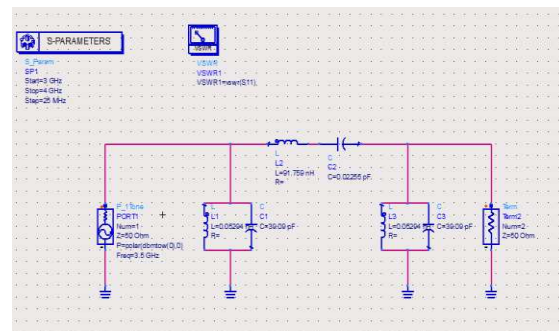 S-PARAMETERS
S_Param
SP1
Start=3 GHz
Stop=4 GHz
Step=25 MHz
VSWR
VSWR
VSWR1
VSWR1=vswr(S11)
L
L2
L=91.759 nH
R=
C
C2
C=0.02255 pF
P_1Tone
PORT1
Num=1
Z=50 Ohm
P=polar(dbmtow(0),0)
Freq=3.5 GHz
L
L1
L=0.05294
R=
C
C1
C=39.09 pF
L
L3
L=0.05294
R=
C
C3
C=39.09 pF
Term
Term2
Num=2
Z=50 Ohm